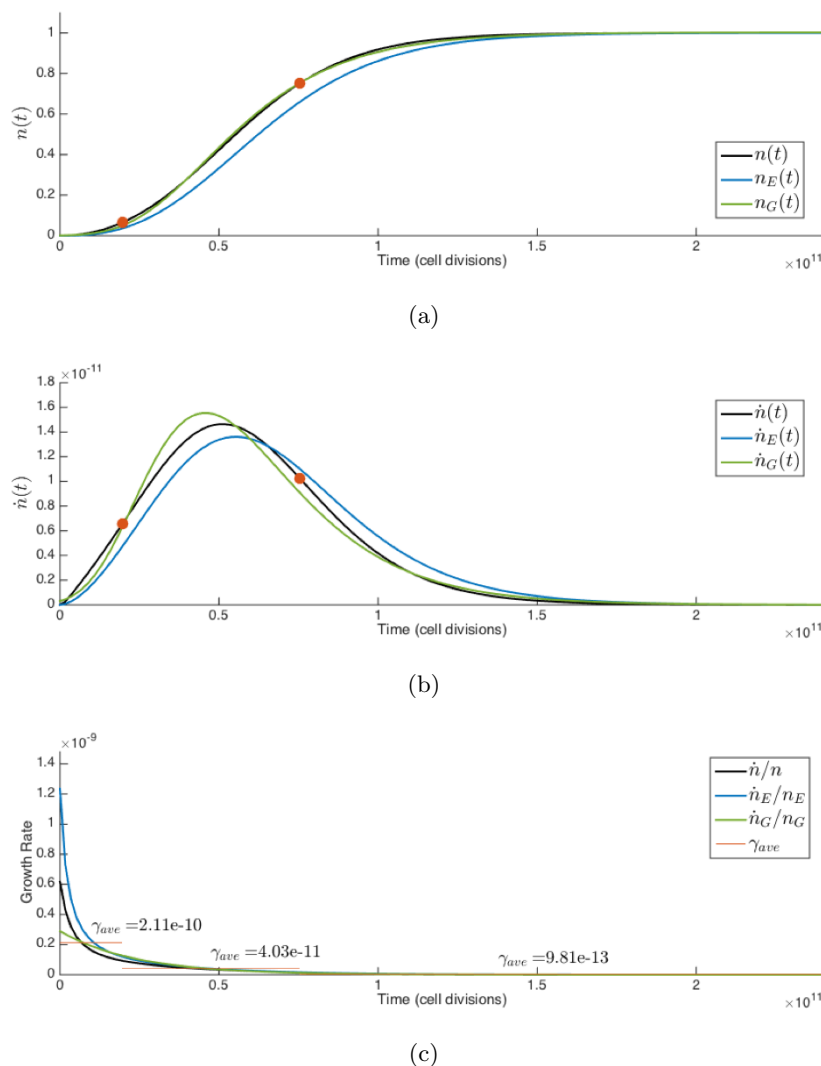 1
0.8
0.6
0.4
0.2
0
n(t)
n(t)
n_E(t)
n_G(t)
0 0.5 1 1.5 2
Time (cell divisions)
×10^11
(a)
×10^-11
1.8
1.6
1.4
1.2
1
0.8
0.6
0.4
0.2
0
ṅ(t)
ṅ(t)
ṅ_E(t)
ṅ_G(t)
0 0.5 1 1.5 2
Time (cell divisions)
×10^11
(b)
×10^-9
1.4
1.2
1
0.8
0.6
0.4
0.2
0
Growth Rate
ṅ/n
ṅ_E/n_E
ṅ_G/n_G
γ_ave
γ_ave =2.11e-10
γ_ave =4.03e-11
γ_ave =9.81e-13
0 0.5 1 1.5 2
Time (cell divisions)
×10^11
(c)